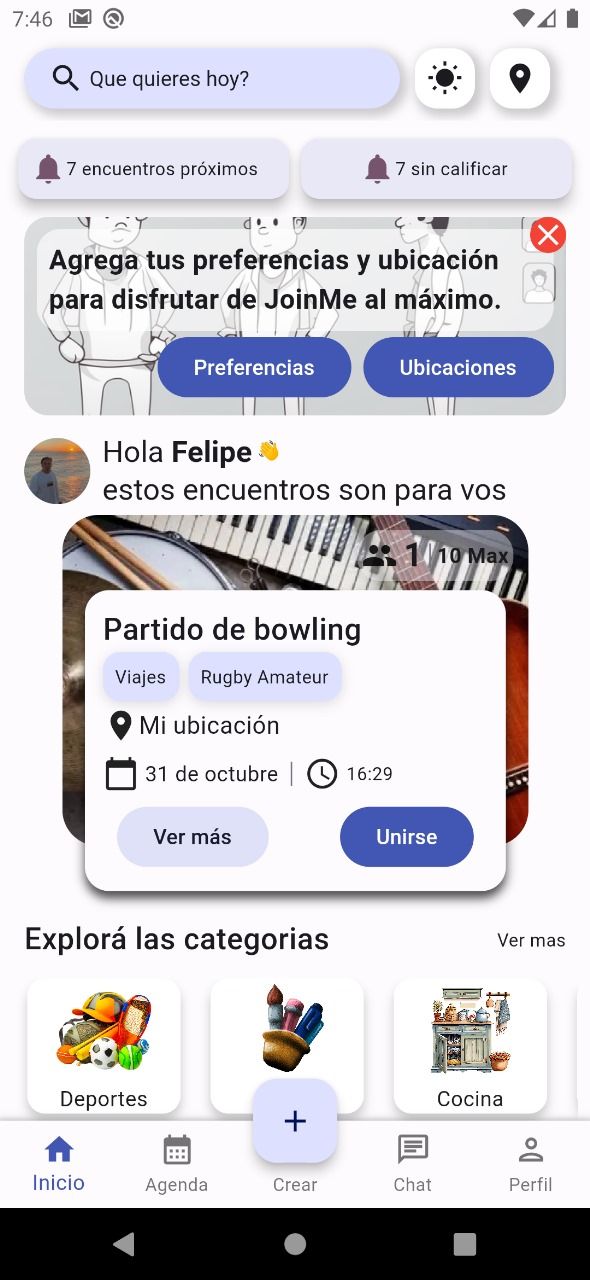 7:46
Que quieres hoy?
7 encuentros próximos
7 sin calificar
Agrega tus preferencias y ubicación
para disfrutar de JoinMe al máximo.
Preferencias
Ubicaciones
Hola Felipe👋
estos encuentros son para vos
1 | 10 Max
Partido de bowling
Viajes
Rugby Amateur
Mi ubicación
31 de octubre | 16:29
Ver más
Unirse
Explorá las categorias
Ver mas
Deportes
Cocina
Inicio
Agenda
Crear
Chat
Perfil